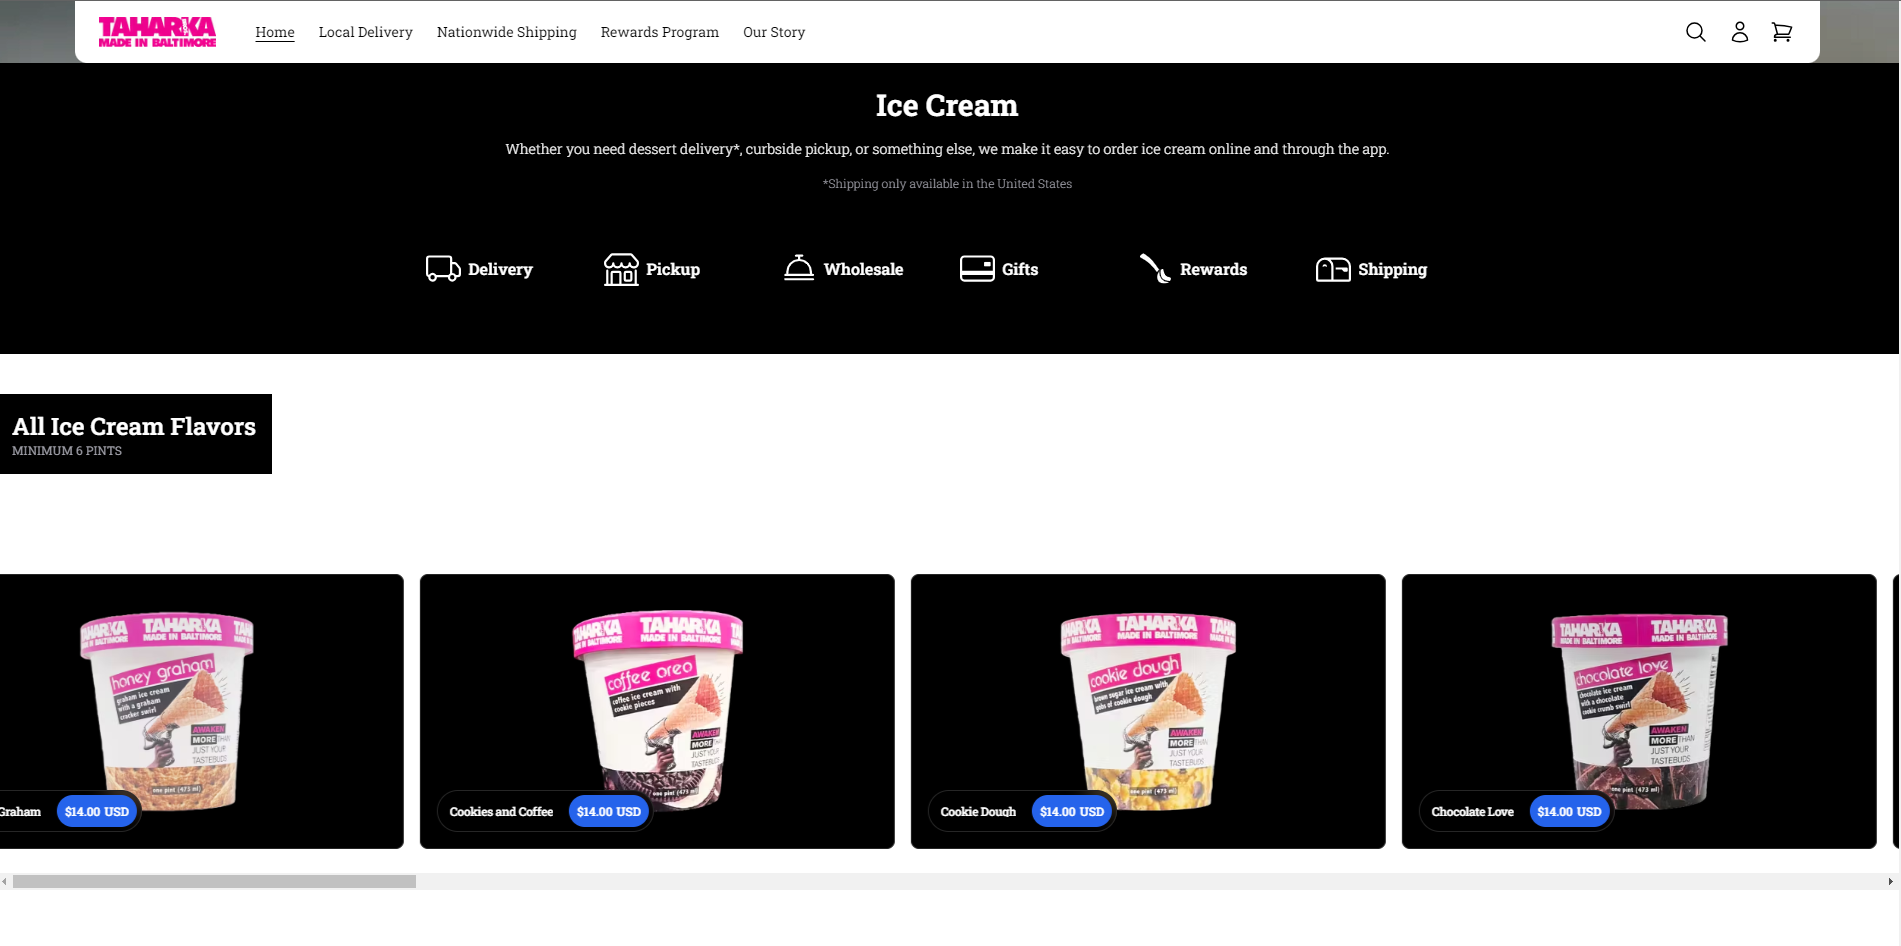 TAHARKA
MADE IN BALTIMORE
Home
Local Delivery
Nationwide Shipping
Rewards Program
Our Story
Ice Cream
Whether you need dessert delivery*, curbside pickup, or something else, we make it easy to order ice cream online and through the app.
*Shipping only available in the United States
Delivery
Pickup
Wholesale
Gifts
Rewards
Shipping
All Ice Cream Flavors
MINIMUM 6 PINTS
TAHARKA
MADE IN BALTIMORE
honey graham
graham ice cream
with a graham
cracker swirl
AWAKEN
MORE THAN
JUST YOUR
TASTEBUDS
one pint (473 ml)
Graham
$14.00 USD
TAHARKA
MADE IN BALTIMORE
coffee oreo
coffee ice cream with
cookie pieces
AWAKEN
MORE THAN
JUST YOUR
TASTEBUDS
one pint (473 ml)
Cookies and Coffee
$14.00 USD
TAHARKA
MADE IN BALTIMORE
cookie dough
brown sugar ice cream with
gobs of cookie dough
AWAKEN
MORE THAN
JUST YOUR
TASTEBUDS
one pint (473 ml)
Cookie Dough
$14.00 USD
TAHARKA
MADE IN BALTIMORE
TAHARKA
MADE IN BALTIMORE
chocolate love
chocolate ice cream
with a chocolate
cookie crumb swirl
AWAKEN
MORE THAN
JUST YOUR
TASTEBUDS
one pint (473 ml)
Chocolate Love
$14.00 USD